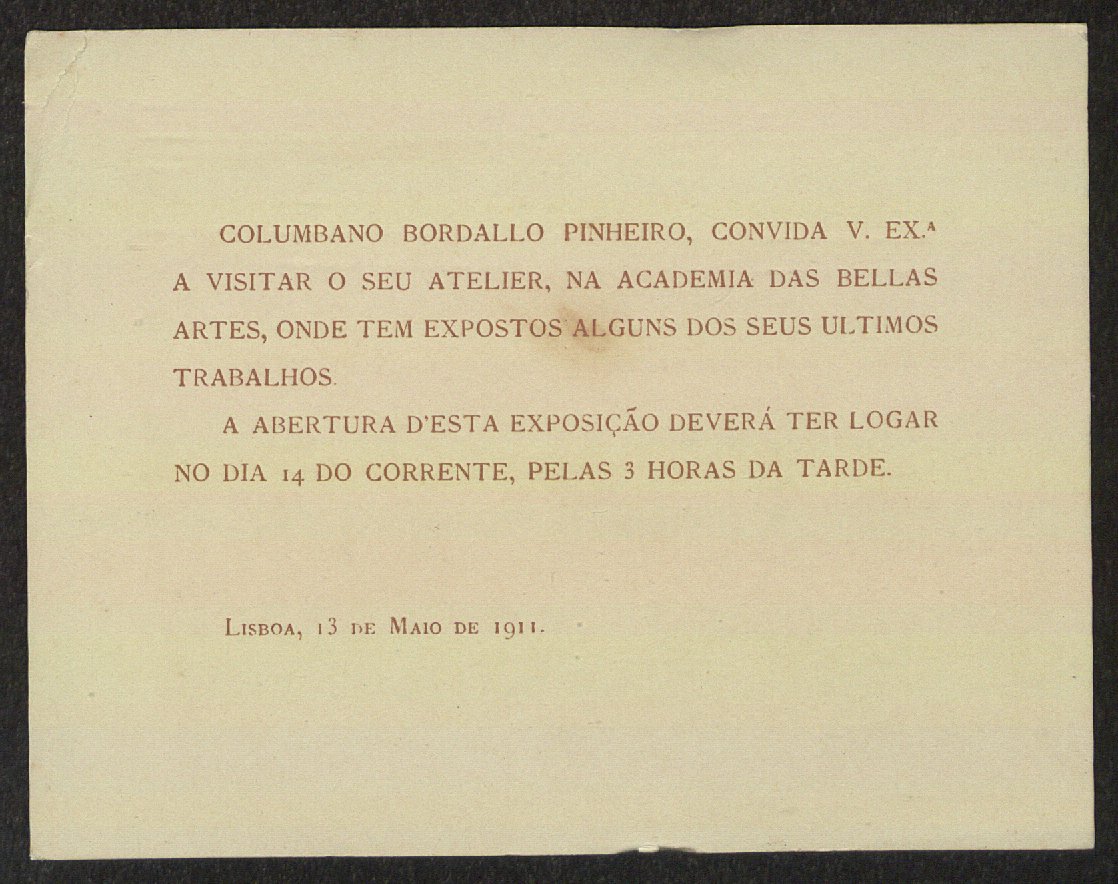 COLUMBANO BORDALLO PINHEIRO, CONVIDA V. EX.ᴬ
A VISITAR O SEU ATELIER, NA ACADEMIA DAS BELLAS
ARTES, ONDE TEM EXPOSTOS ALGUNS DOS SEUS ULTIMOS
TRABALHOS.
A ABERTURA D'ESTA EXPOSIÇÃO DEVERÁ TER LOGAR
NO DIA 14 DO CORRENTE, PELAS 3 HORAS DA TARDE.
LISBOA, 13 DE MAIO DE 1911.